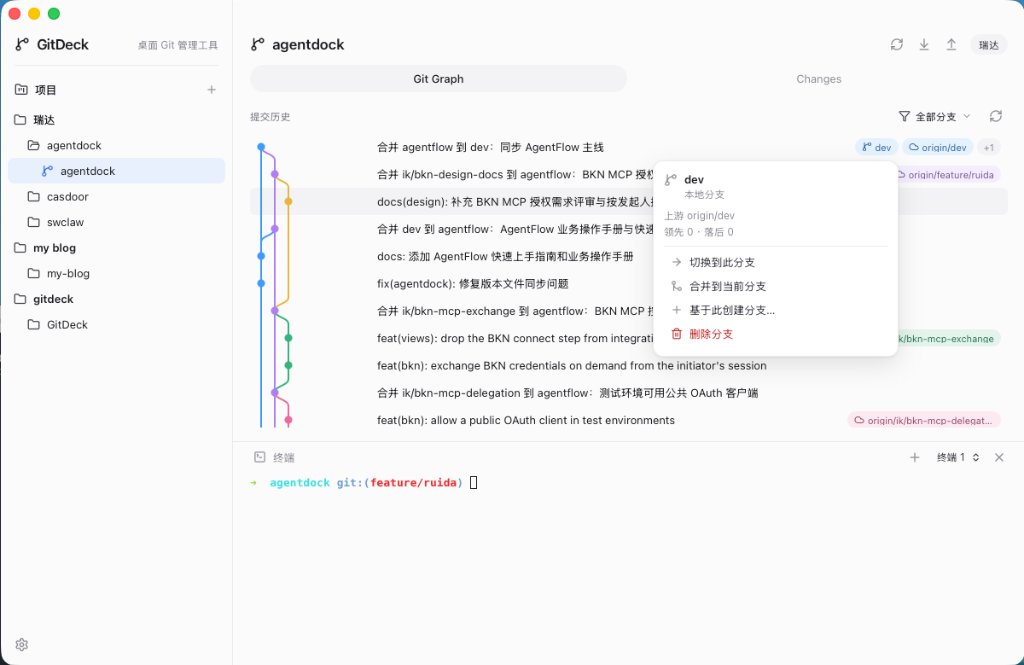 GitDeck
桌面 Git 管理工具
项目
瑞达
agentdock
agentdock
casdoor
swclaw
my blog
my-blog
gitdeck
GitDeck
agentdock
瑞达
Git Graph
Changes
提交历史
全部分支
合并 agentflow 到 dev：同步 AgentFlow 主线
dev
origin/dev
+1
合并 ik/bkn-design-docs 到 agentflow：BKN MCP 授权
origin/feature/ruida
docs(design): 补充 BKN MCP 授权需求评审与按发起人
合并 dev 到 agentflow：AgentFlow 业务操作手册与快速
docs: 添加 AgentFlow 快速上手指南和业务操作手册
fix(agentdock): 修复版本文件同步问题
合并 ik/bkn-mcp-exchange 到 agentflow：BKN MCP
feat(views): drop the BKN connect step from integrati
k/bkn-mcp-exchange
feat(bkn): exchange BKN credentials on demand from the initiator's session
合并 ik/bkn-mcp-delegation 到 agentflow：测试环境可用公共 OAuth 客户端
feat(bkn): allow a public OAuth client in test environments
origin/ik/bkn-mcp-delegat...
dev
本地分支
上游 origin/dev
领先 0 · 落后 0
切换到此分支
合并到当前分支
基于此创建分支...
删除分支
终端
终端 1
agentdock git:(feature/ruida)